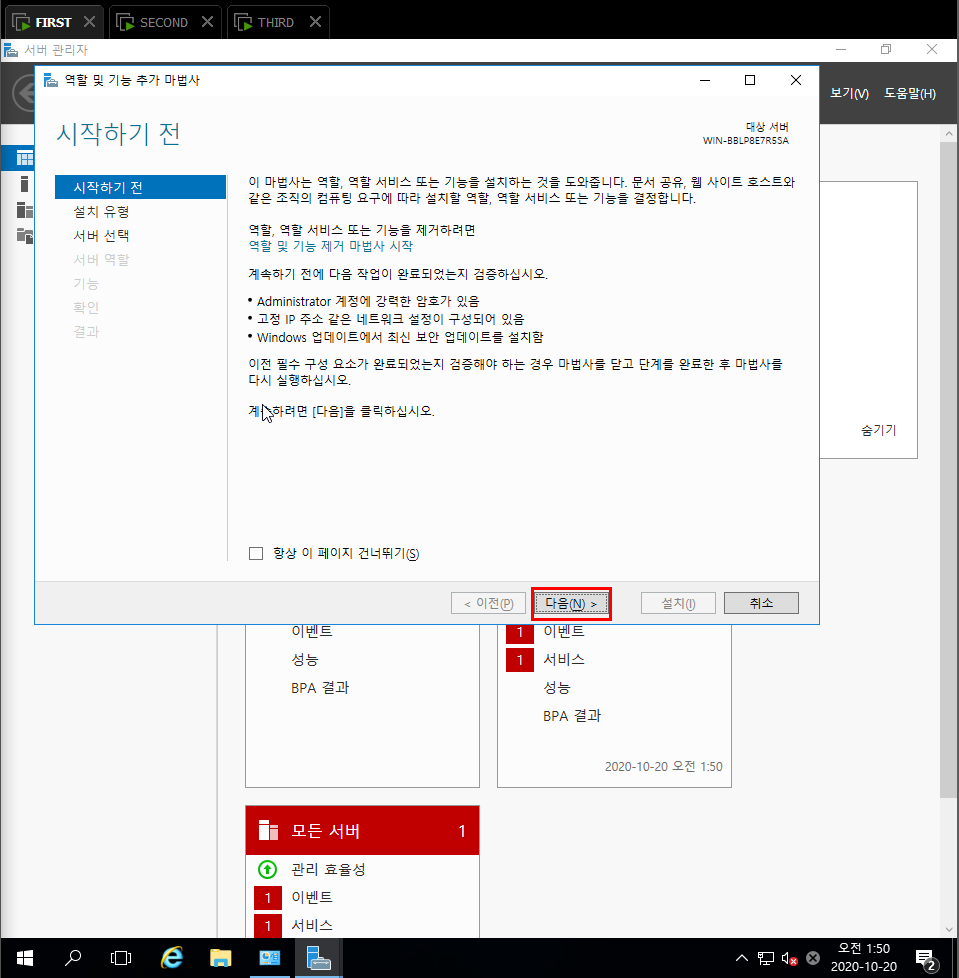 FIRST
SECOND
THIRD
서버 관리자
역할 및 기능 추가 마법사
보기(V) 도움말(H)
시작하기 전
대상 서버
WIN-BBLP8E7R5SA
시작하기 전
설치 유형
서버 선택
서버 역할
기능
확인
결과
이 마법사는 역할, 역할 서비스 또는 기능을 설치하는 것을 도와줍니다. 문서 공유, 웹 사이트 호스트와
같은 조직의 컴퓨팅 요구에 따라 설치할 역할, 역할 서비스 또는 기능을 결정합니다.
역할, 역할 서비스 또는 기능을 제거하려면
역할 및 기능 제거 마법사 시작
계속하기 전에 다음 작업이 완료되었는지 검증하십시오.
• Administrator 계정에 강력한 암호가 있음
• 고정 IP 주소 같은 네트워크 설정이 구성되어 있음
• Windows 업데이트에서 최신 보안 업데이트를 설치함
이전 필수 구성 요소가 완료되었는지 검증해야 하는 경우 마법사를 닫고 단계를 완료한 후 마법사를
다시 실행하십시오.
계속하려면 [다음]을 클릭하십시오.
숨기기
항상 이 페이지 건너뛰기(S)
< 이전(P)
다음(N) >
설치(I)
취소
이벤트
성능
BPA 결과
1 이벤트
1 서비스
성능
BPA 결과
2020-10-20 오전 1:50
모든 서버 1
관리 효율성
1 이벤트
1 서비스
오전 1:50
2020-10-20
2